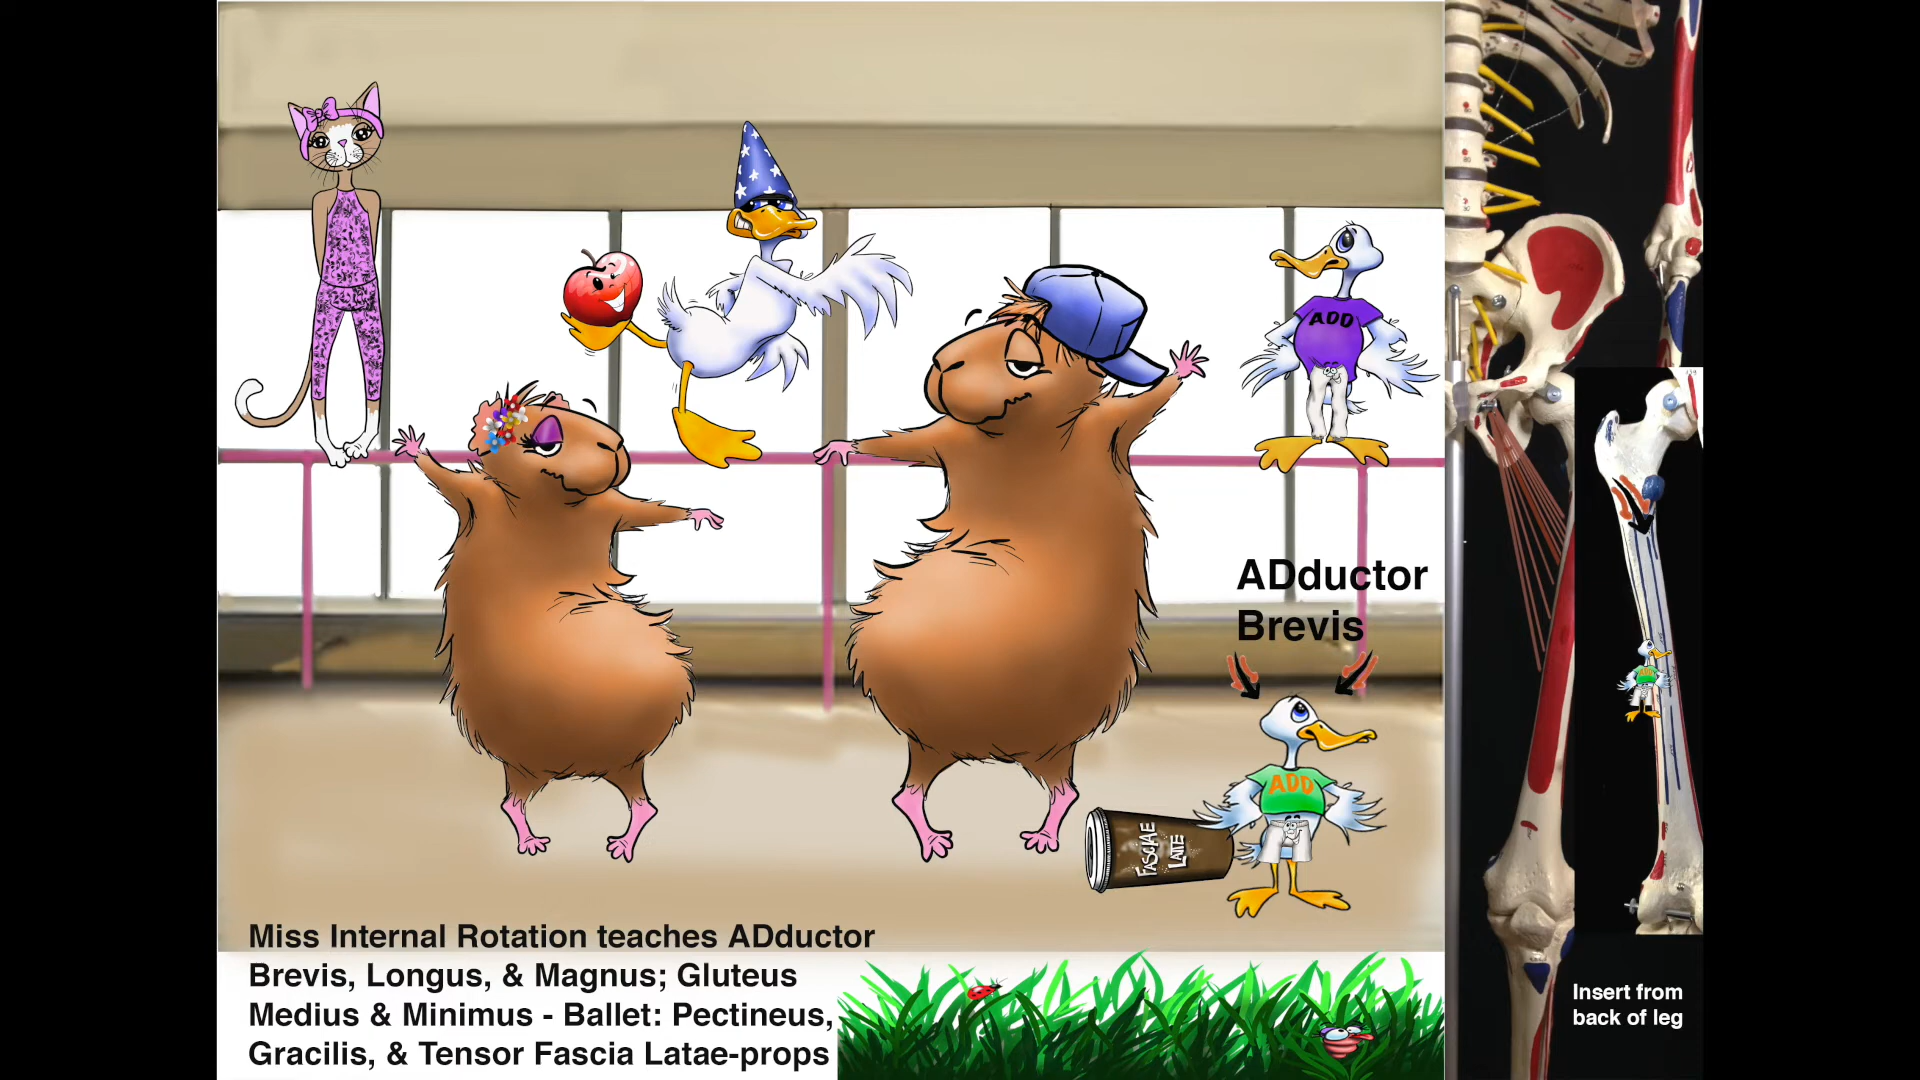 ADD
ADductor
Brevis
ADD
FASCIAE
LATE
Miss Internal Rotation teaches ADductor
Brevis, Longus, & Magnus; Gluteus
Medius & Minimus - Ballet: Pectineus,
Gracilis, & Tensor Fascia Latae-props
Insert from
back of leg